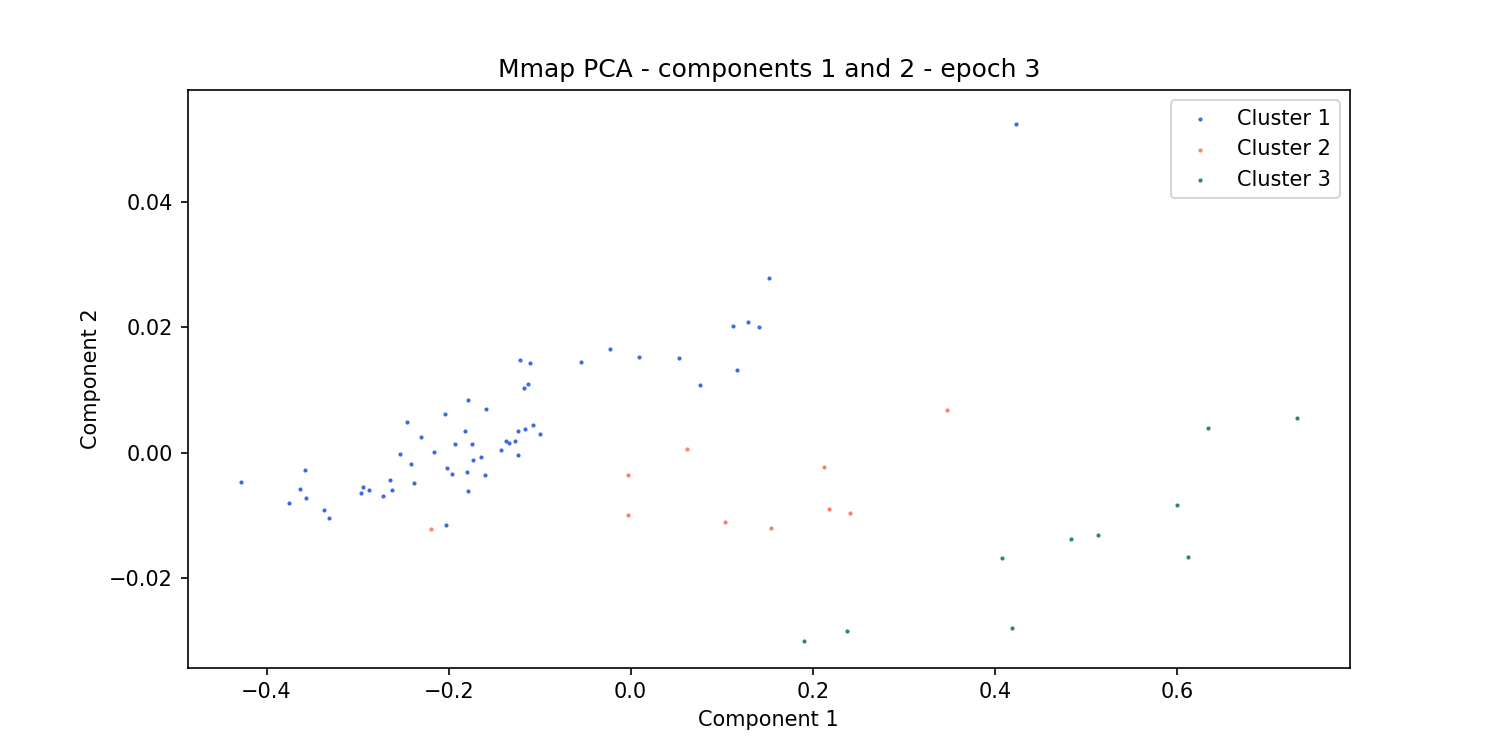 Mmap PCA - components 1 and 2 - epoch 3
Cluster 1
Cluster 2
Cluster 3
Component 2
0.04
0.02
0.00
−0.02
−0.4
−0.2
0.0
0.2
0.4
0.6
Component 1